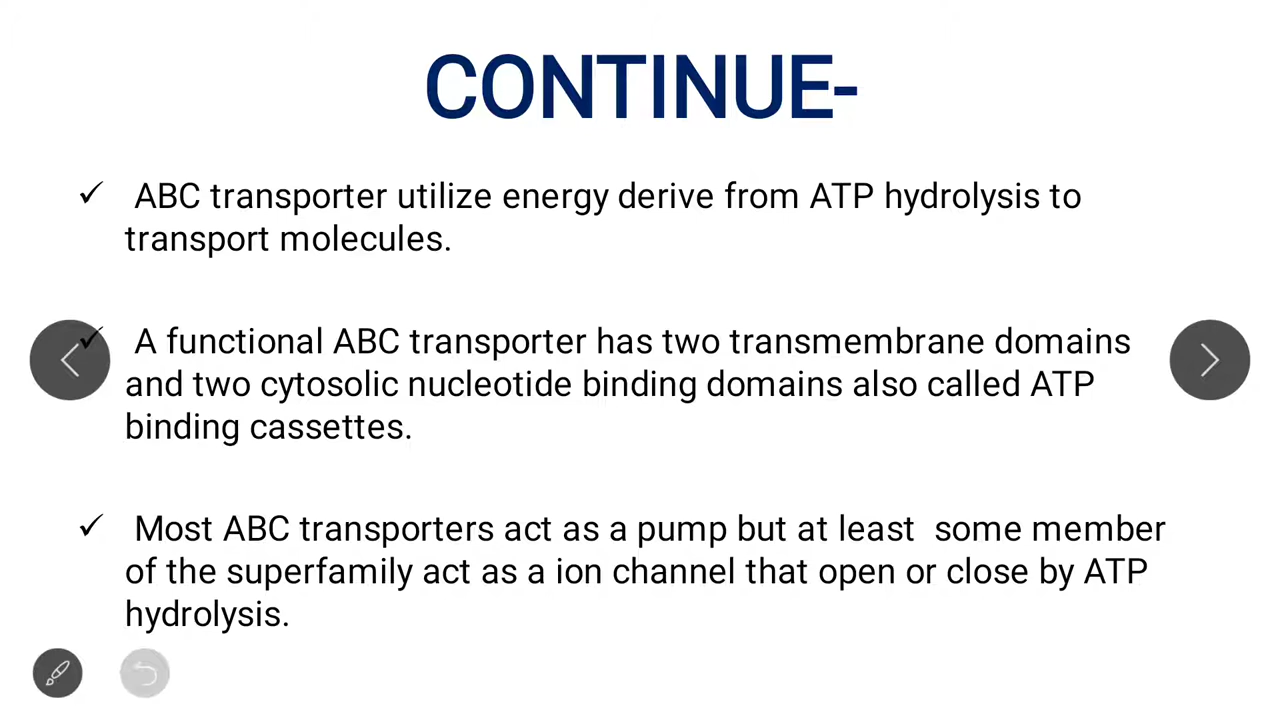 CONTINUE-
✓ ABC transporter utilize energy derive from ATP hydrolysis to
transport molecules.
✓ A functional ABC transporter has two transmembrane domains
and two cytosolic nucleotide binding domains also called ATP
binding cassettes.
✓ Most ABC transporters act as a pump but at least some member
of the superfamily act as a ion channel that open or close by ATP
hydrolysis.